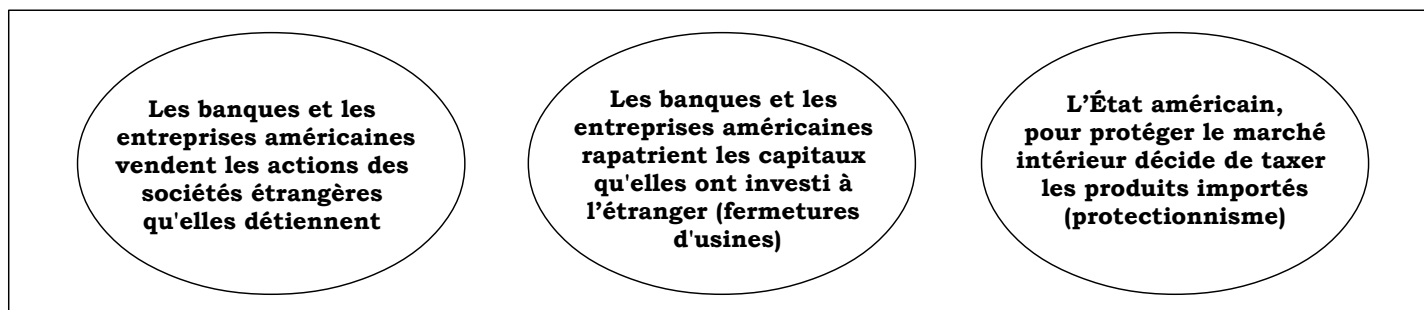 Les banques et les
entreprises américaines
vendent les actions des
sociétés étrangères
qu'elles détiennent
Les banques et les
entreprises américaines
rapatrient les capitaux
qu'elles ont investi à
l’étranger (fermetures
d'usines)
L’État américain,
pour protéger le marché
intérieur décide de taxer
les produits importés
(protectionnisme)